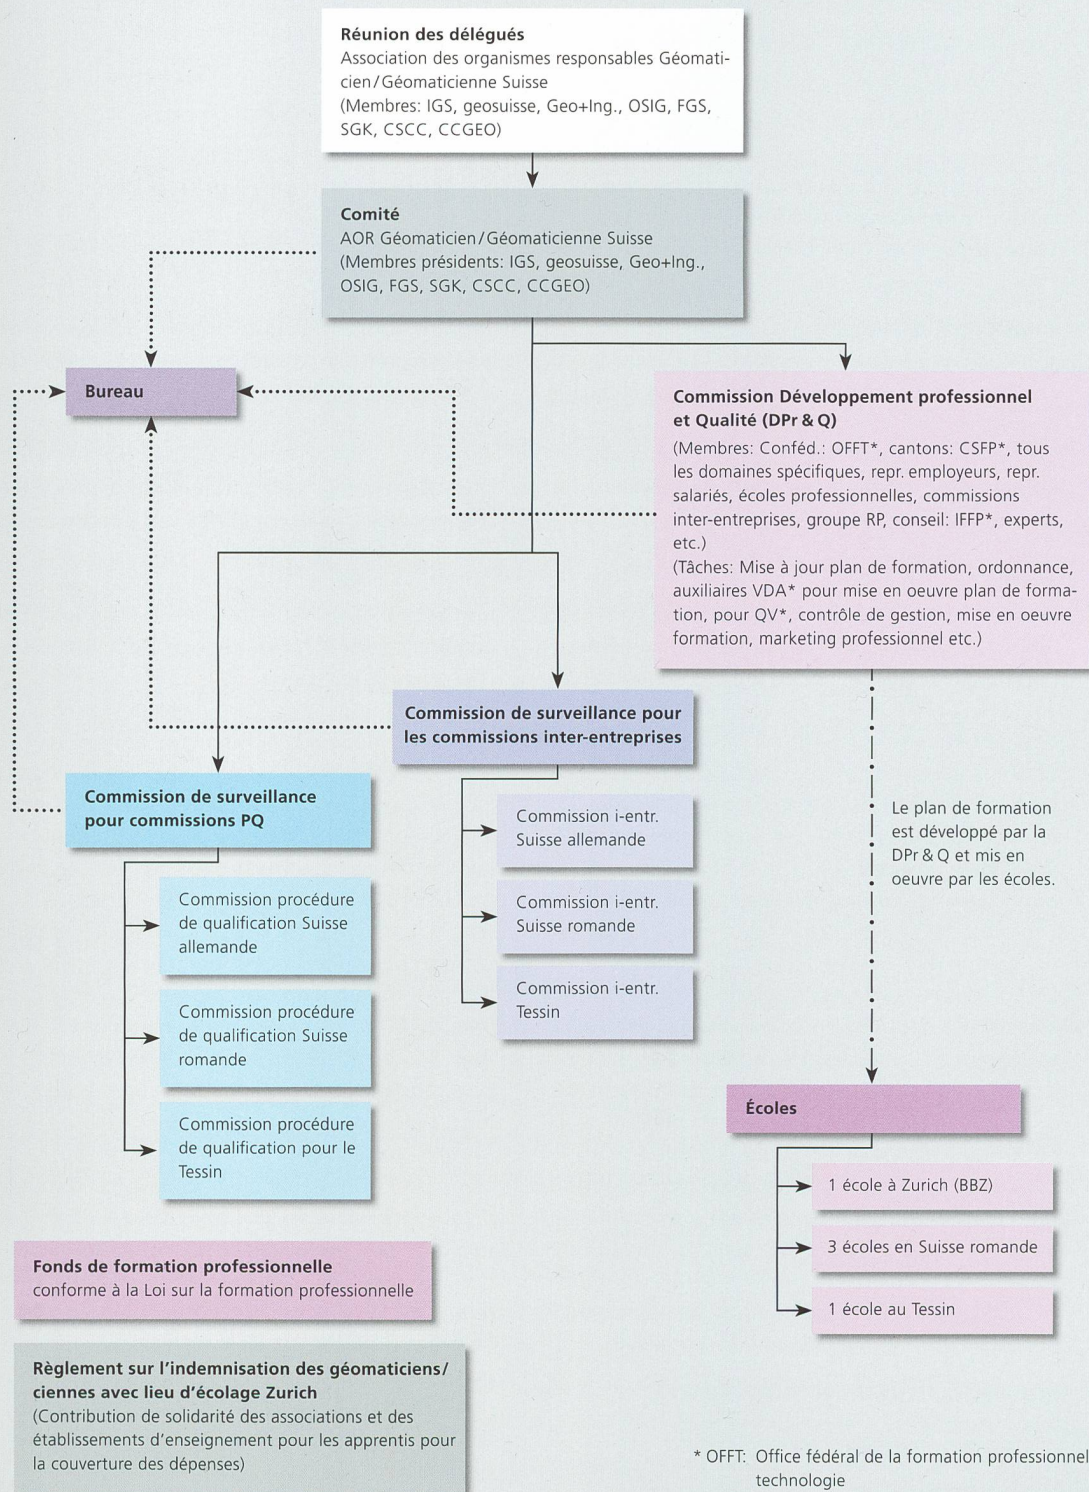 Réunion des délégués
Association des organismes responsables Géomati-
cien/Géomaticienne Suisse
(Membres: IGS, geosuisse, Geo+Ing., OSIG, FGS,
SGK, CSCC, CCGEO)
Comité
AOR Géomaticien/Géomaticienne Suisse
(Membres présidents: IGS, geosuisse, Geo+Ing.,
OSIG, FGS, SGK, CSCC, CCGEO)
Bureau
Commission Développement professionnel
et Qualité (DPr & Q)
(Membres: Conféd.: OFFT*, cantons: CSFP*, tous
les domaines spécifiques, repr. employeurs, repr.
salariés, écoles professionnelles, commissions
inter-entreprises, groupe RP, conseil: IFFP*, experts,
etc.)
(Tâches: Mise à jour plan de formation, ordonnance,
auxiliaires VDA* pour mise en oeuvre plan de forma-
tion, pour QV*, contrôle de gestion, mise en oeuvre
formation, marketing professionnel etc.)
Commission de surveillance pour
les commissions inter-entreprises
Commission i-entr.
Suisse allemande
Commission i-entr.
Suisse romande
Commission i-entr.
Tessin
Commission de surveillance
pour commissions PQ
Commission procédure
de qualification Suisse
allemande
Commission procédure
de qualification Suisse
romande
Commission procédure
de qualification pour le
Tessin
Le plan de formation
est développé par la
DPr & Q et mis en
oeuvre par les écoles.
Écoles
1 école à Zurich (BBZ)
3 écoles en Suisse romande
1 école au Tessin
Fonds de formation professionnelle
conforme à la Loi sur la formation professionnelle
Règlement sur l'indemnisation des géomaticiens/
ciennes avec lieu d'écolage Zurich
(Contribution de solidarité des associations et des
établissements d'enseignement pour les apprentis pour
la couverture des dépenses)
* OFFT: Office fédéral de la formation professionnel
technologie